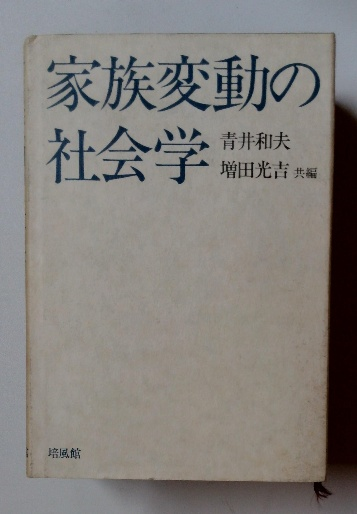 家族変動の
社会学
青井和夫
増田光吉 共編
培風館